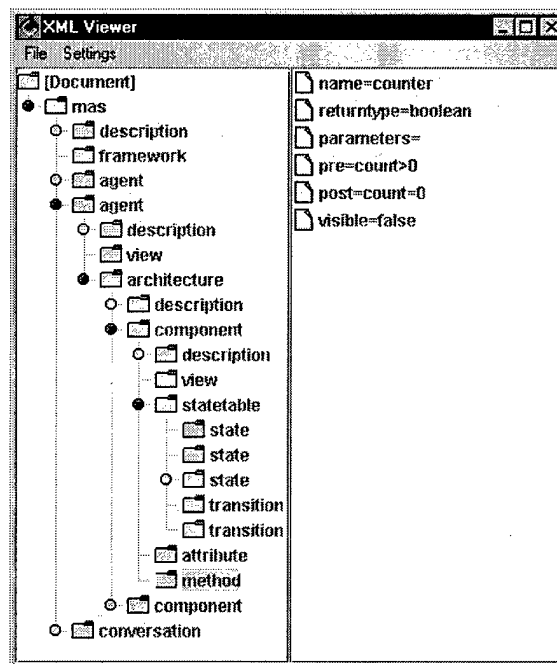 XML Viewer
File Settings
[Document]
mas
description
framework
agent
agent
description
view
architecture
description
component
description
view
statetable
state
state
state
transition
transition
attribute
method
component
conversation
name=counter
returntype=boolean
parameters=
pre=count>0
post=count=0
visible=false